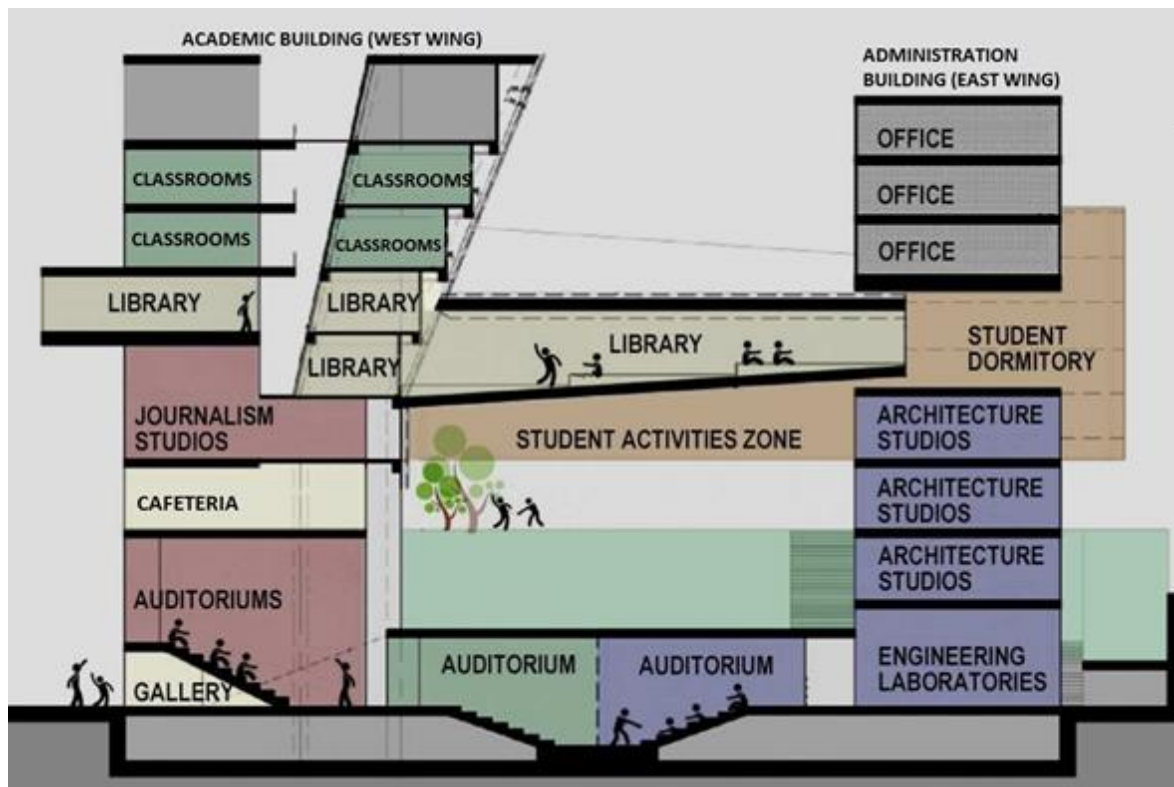 ACADEMIC BUILDING (WEST WING)
ADMINISTRATION
BUILDING (EAST WING)
OFFICE
CLASSROOMS
CLASSROOMS
OFFICE
CLASSROOMS
CLASSROOMS
OFFICE
LIBRARY
LIBRARY
LIBRARY
LIBRARY
STUDENT
DORMITORY
JOURNALISM
STUDIOS
STUDENT ACTIVITIES ZONE
ARCHITECTURE
STUDIOS
CAFETERIA
ARCHITECTURE
STUDIOS
ARCHITECTURE
STUDIOS
AUDITORIUMS
AUDITORIUM
AUDITORIUM
ENGINEERING
LABORATORIES
GALLERY